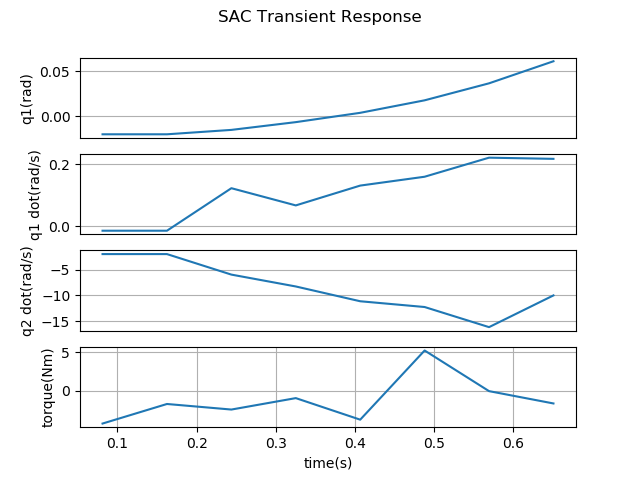 SAC Transient Response
q1(rad)
0.05
0.00
q1 dot(rad/s)
0.2
0.0
q2 dot(rad/s)
−5
−10
−15
torque(Nm)
5
0
0.1 0.2 0.3 0.4 0.5 0.6
time(s)